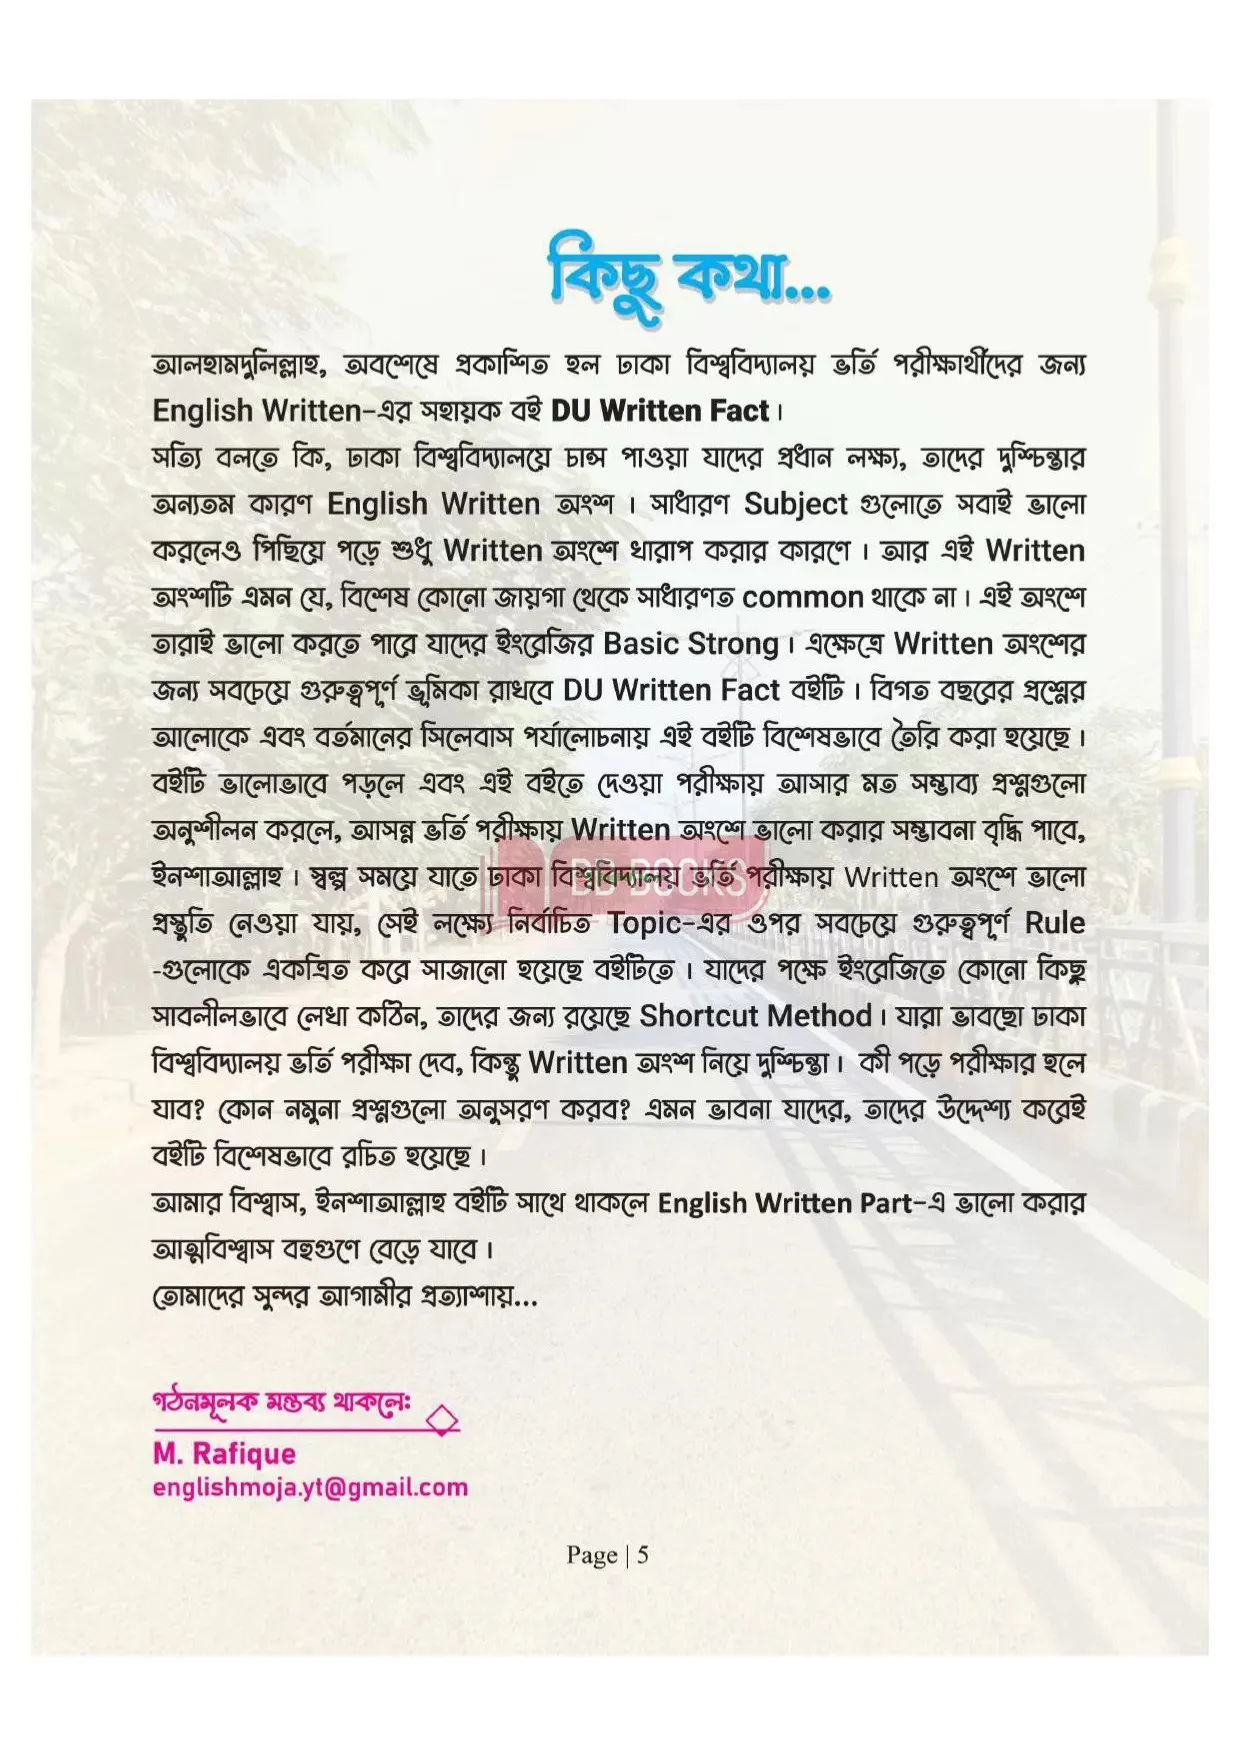 কিছু কথা...
আলহামদুলিল্লাহ, অবশেষে প্রকাশিত হল ঢাকা বিশ্ববিদ্যালয় ভর্তি পরীক্ষার্থীদের জন্য
English Written-এর সহায়ক বই DU Written Fact।
সত্যি বলতে কি, ঢাকা বিশ্ববিদ্যালয়ে চান্স পাওয়া যাদের প্রধান লক্ষ্য, তাদের দুশ্চিন্তার
অন্যতম কারণ English Written অংশ। সাধারণ Subject গুলোতে সবাই ভালো
করলেও পিছিয়ে পড়ে শুধু Written অংশে খারাপ করার কারণে। আর এই Written
অংশটি এমন যে, বিশেষ কোনো জায়গা থেকে সাধারণত common থাকে না। এই অংশে
তারাই ভালো করতে পারে যাদের ইংরেজির Basic Strong। এক্ষেত্রে Written অংশের
জন্য সবচেয়ে গুরুত্বপূর্ণ ভূমিকা রাখবে DU Written Fact বইটি। বিগত বছরের প্রশ্নের
আলোকে এবং বর্তমানের সিলেবাস পর্যালোচনায় এই বইটি বিশেষভাবে তৈরি করা হয়েছে।
বইটি ভালোভাবে পড়লে এবং এই বইতে দেওয়া পরীক্ষায় আসার মত সম্ভাব্য প্রশ্নগুলো
অনুশীলন করলে, আসন্ন ভর্তি পরীক্ষায় Written অংশে ভালো করার সম্ভাবনা বৃদ্ধি পাবে,
ইনশাআল্লাহ। স্বল্প সময়ে যাতে ঢাকা বিশ্ববিদ্যালয় ভর্তি পরীক্ষায় Written অংশে ভালো
প্রস্তুতি নেওয়া যায়, সেই লক্ষ্যে নির্বাচিত Topic-এর ওপর সবচেয়ে গুরুত্বপূর্ণ Rule
-গুলোকে একত্রিত করে সাজানো হয়েছে বইটিতে। যাদের পক্ষে ইংরেজিতে কোনো কিছু
সাবলীলভাবে লেখা কঠিন, তাদের জন্য রয়েছে Shortcut Method। যারা ভাবছো ঢাকা
বিশ্ববিদ্যালয় ভর্তি পরীক্ষা দেব, কিন্তু Written অংশ নিয়ে দুশ্চিন্তা। কী পড়ে পরীক্ষার হলে
যাব? কোন নমুনা প্রশ্নগুলো অনুসরণ করব? এমন ভাবনা যাদের, তাদের উদ্দেশ্য করেই
বইটি বিশেষভাবে রচিত হয়েছে।
আমার বিশ্বাস, ইনশাআল্লাহ বইটি সাথে থাকলে English Written Part-এ ভালো করার
আত্মবিশ্বাস বহুগুণে বেড়ে যাবে।
তোমাদের সুন্দর আগামীর প্রত্যাশায়...
BD BOOKS
গঠনমূলক মন্তব্য থাকলেঃ
M. Rafique
englishmoja.yt@gmail.com
Page | 5